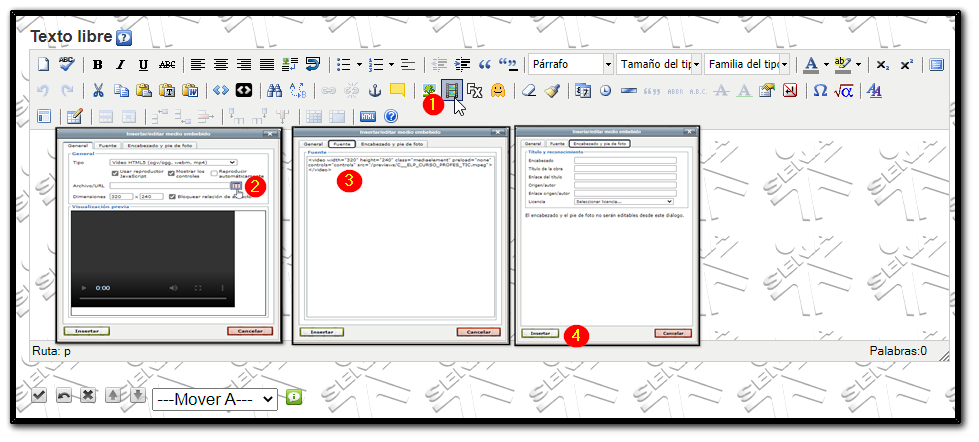 Texto libre
B I U ABC
Párrafo
Tamaño del tip
Familia del tipo
A ab
HTML
1
Insertar/editar medio embebido
General Fuente Encabezado y pie de foto
General
Tipo Video HTML5 (ogv/ogg, webm, mp4)
Usar reproductor JavaScript
Mostrar los controles
Reproducir automáticamente
Archivo/URL
2
Dimensiones 320 x 240
Visualización previa
0:00
Insertar Cancelar
Insertar/editar medio embebido
General Fuente Encabezado y pie de foto
Fuente
<video width="320" height="240" class="mediaelement" preload="none"
controls="controls" src="/previews/C__ELP_CURSO_PROFES_TIC.mpeg">
</video>
3
Insertar Cancelar
Insertar/editar medio embebido
General Fuente Encabezado y pie de foto
Título y reconocimiento
Encabezado
Título de la obra
Enlace del título
Origen/autor
Enlace origen/autor
Licencia Seleccionar licencia...
El encabezado y el pie de foto no serán editables desde este diálogo.
Insertar 4 Cancelar
Ruta: p
Palabras:0
---Mover A---